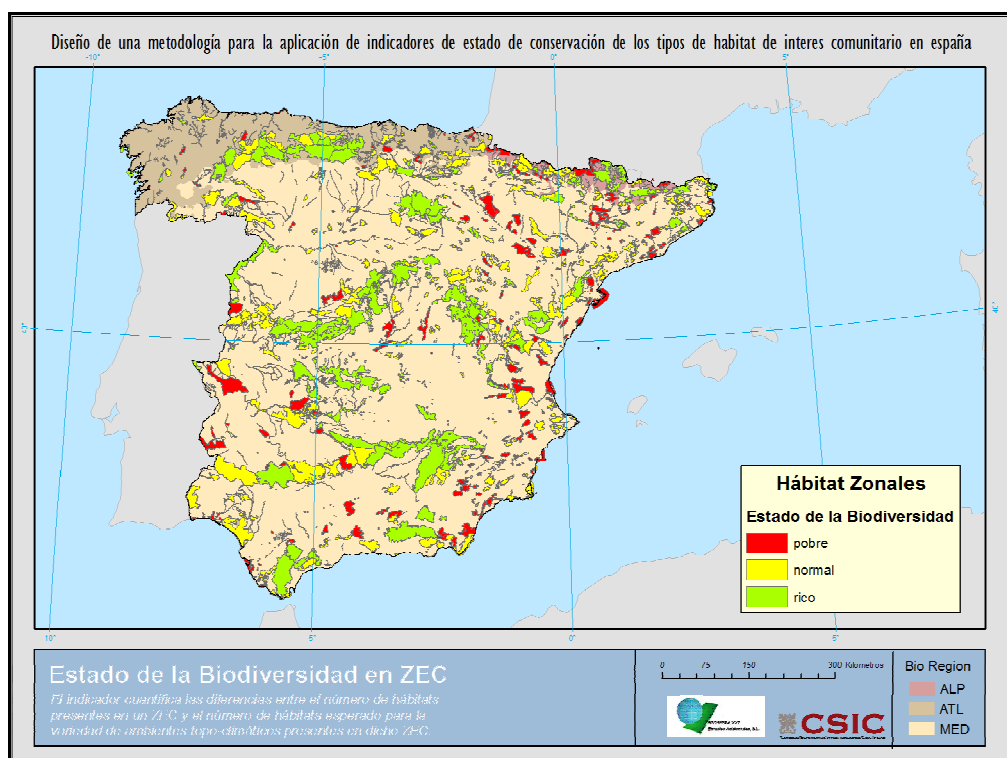 Diseño de una metodología para la aplicación de indicadores de estado de conservación de los tipos de habitat de interes comunitario en españa
-10°
-5°
0°
5°
40°
40°
Hábitat Zonales
Estado de la Biodiversidad
pobre
normal
rico
10°
5°
0°
5°
Estado de la Biodiversidad en ZEC
El indicador cuantifica las diferencias entre el número de hábitats
presentes en un ZEC y el número de hábitats esperado para la
variedad de ambientes topo-climáticos presentes en dicho ZEC.
0 75 150 300 Kilometros
CSIC
Bio Region
ALP
ATL
MED